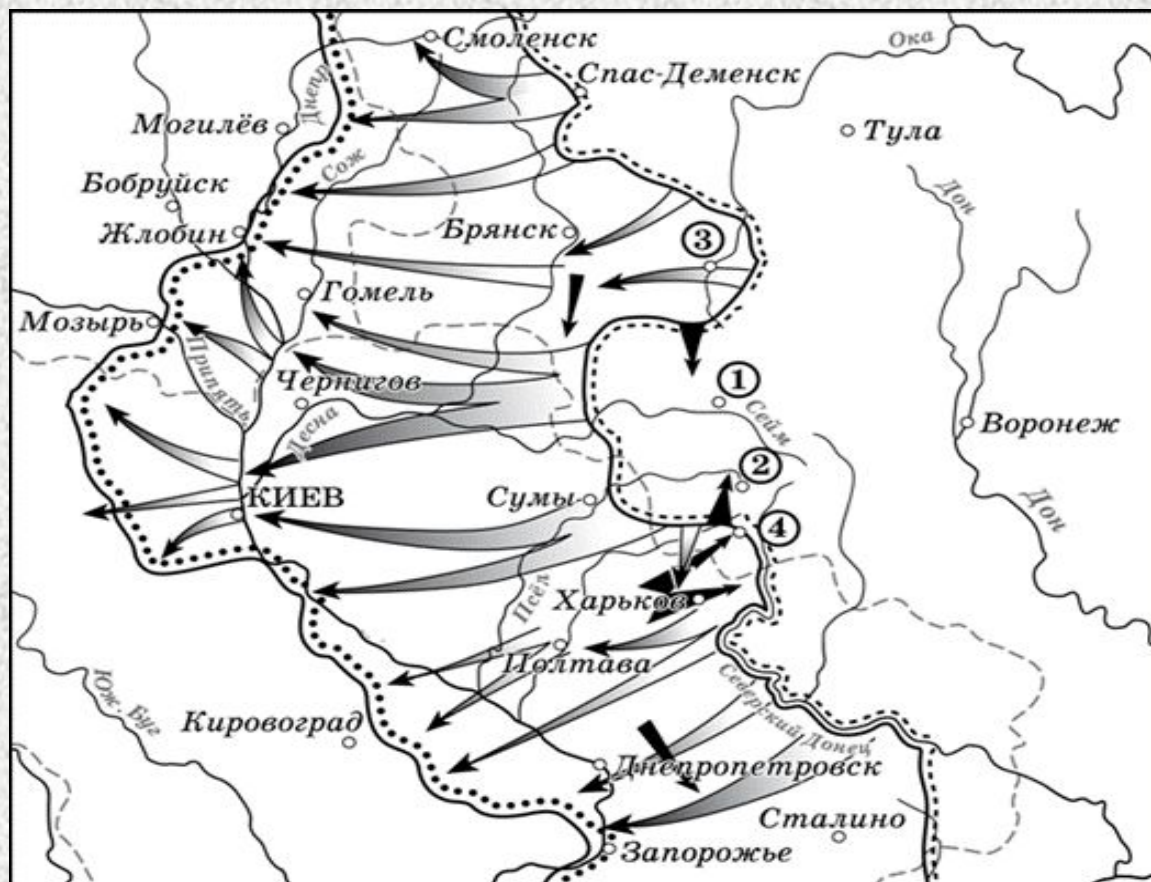 Смоленск
Ока
Спас-Деменск
Днепр
Могилёв
Тула
Сож
Бобруйск
Дон
Жлобин
Брянск
3
Гомель
Мозырь
Припять
Чернигов
1
Десна
Сейм
Воронеж
2
КИЕВ
Сумы
Дон
4
Псёл
Харьков
Полтава
Юж. Буг
Северский Донец
Кировоград
Днепропетровск
Сталино
Запорожье